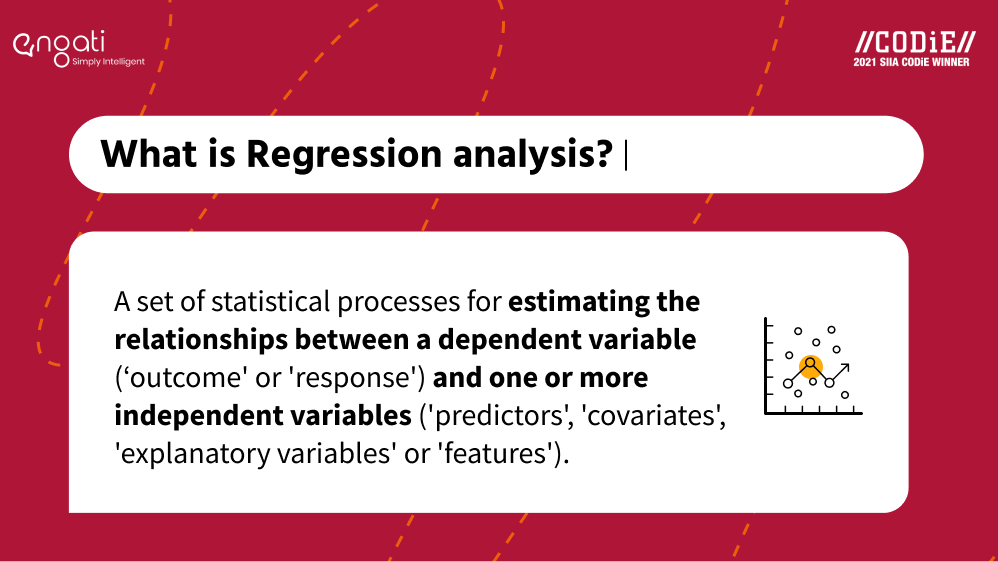 engati
Simply Intelligent
//CODiE//
2021 SIIA CODiE WINNER
What is Regression analysis? |
A set of statistical processes for estimating the
relationships between a dependent variable
(‘outcome' or 'response') and one or more
independent variables ('predictors', 'covariates',
'explanatory variables' or 'features').